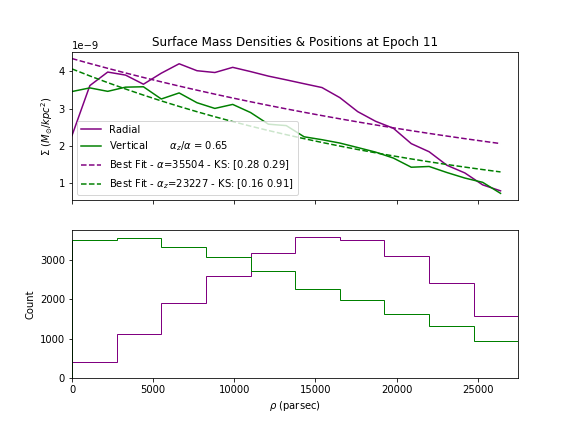 Surface Mass Densities & Positions at Epoch 11
1e−9
4
3
2
1
Σ (M⊙/kpc²)
Radial
Vertical α_z/α = 0.65
Best Fit - α=35504 - KS: [0.28 0.29]
Best Fit - α_z=23227 - KS: [0.16 0.91]
3000
2000
1000
0
Count
0 5000 10000 15000 20000 25000
ρ (parsec)